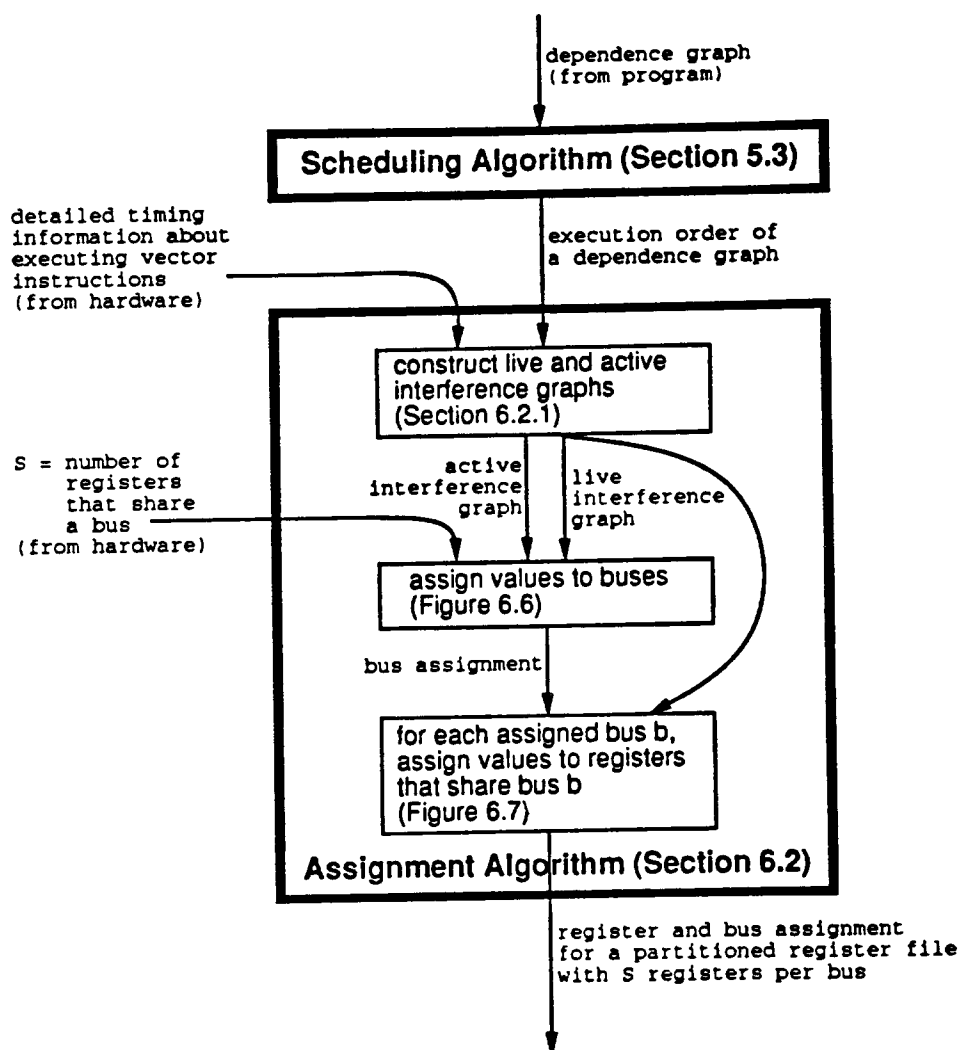 dependence graph
(from program)
Scheduling Algorithm (Section 5.3)
detailed timing
information about
executing vector
instructions
(from hardware)
execution order of
a dependence graph
construct live and active
interference graphs
(Section 6.2.1)
S = number of
registers
that share
a bus
(from hardware)
active
interference
graph
live
interference
graph
assign values to buses
(Figure 6.6)
bus assignment
for each assigned bus b,
assign values to registers
that share bus b
(Figure 6.7)
Assignment Algorithm (Section 6.2)
register and bus assignment
for a partitioned register file
with S registers per bus